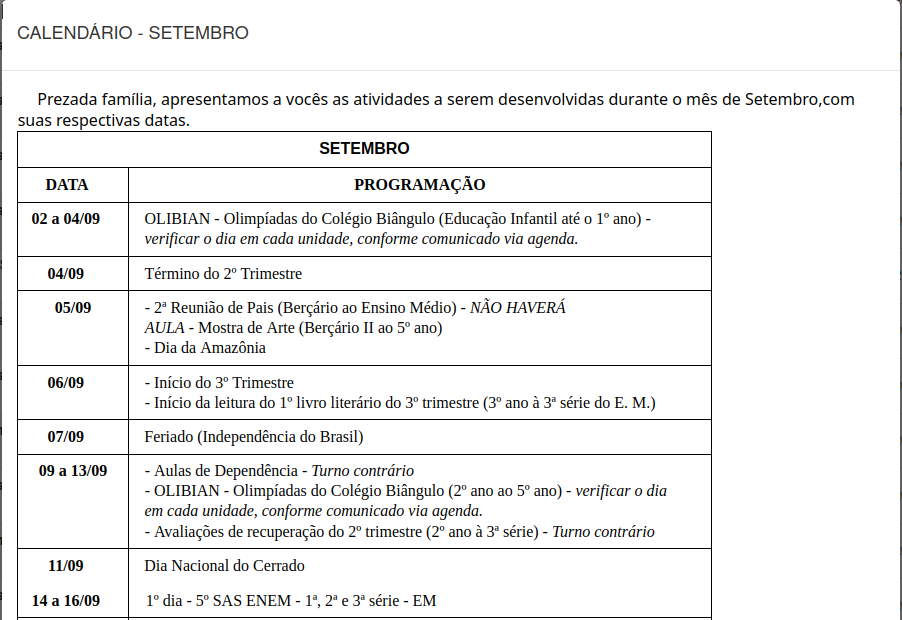 CALENDÁRIO - SETEMBRO
Prezada família, apresentamos a vocês as atividades a serem desenvolvidas durante o mês de Setembro,com
suas respectivas datas.
SETEMBRO
DATA PROGRAMAÇÃO
02 a 04/09 OLIBIAN - Olimpíadas do Colégio Biângulo (Educação Infantil até o 1º ano) -
verificar o dia em cada unidade, conforme comunicado via agenda.
04/09 Término do 2º Trimestre
05/09 - 2ª Reunião de Pais (Berçário ao Ensino Médio) - NÃO HAVERÁ
AULA - Mostra de Arte (Berçário II ao 5º ano)
- Dia da Amazônia
06/09 - Início do 3º Trimestre
- Início da leitura do 1º livro literário do 3º trimestre (3º ano à 3ª série do E. M.)
07/09 Feriado (Independência do Brasil)
09 a 13/09 - Aulas de Dependência - Turno contrário
- OLIBIAN - Olimpíadas do Colégio Biângulo (2º ano ao 5º ano) - verificar o dia
em cada unidade, conforme comunicado via agenda.
- Avaliações de recuperação do 2º trimestre (2º ano à 3ª série) - Turno contrário
11/09 Dia Nacional do Cerrado
14 a 16/09 1º dia - 5º SAS ENEM - 1ª, 2ª e 3ª série - EM